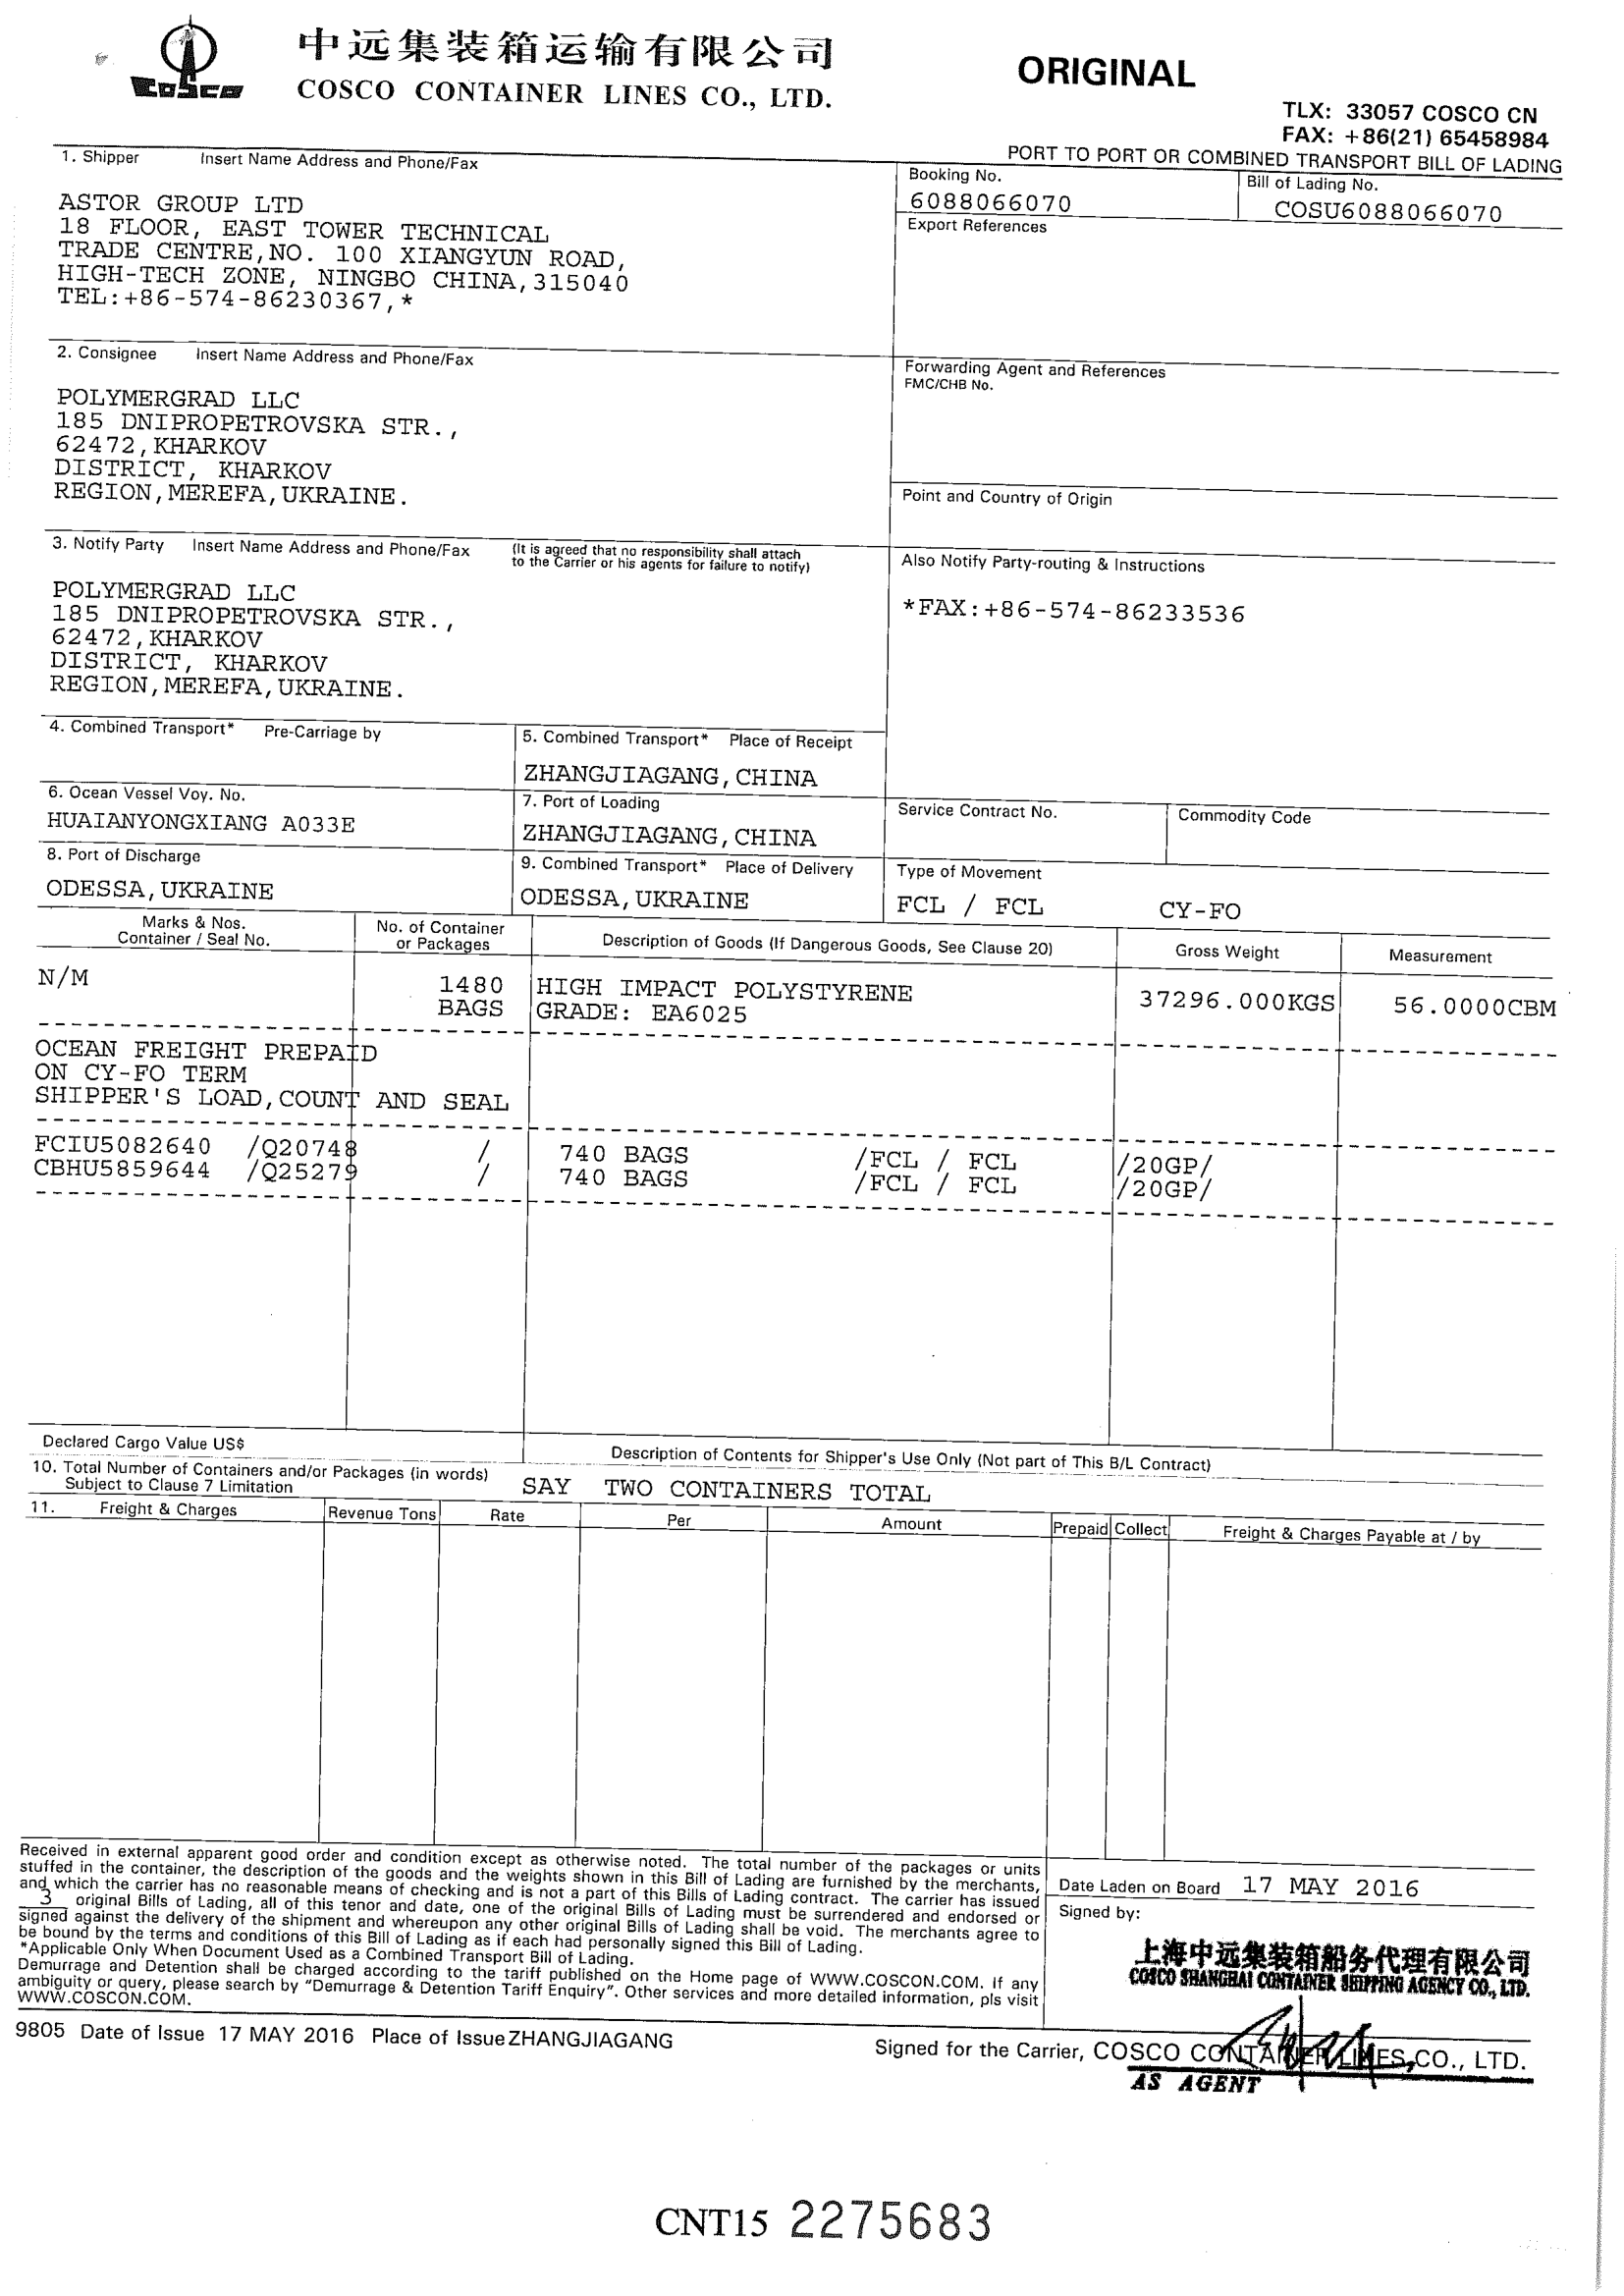 COSCO
中远集装箱运输有限公司
COSCO CONTAINER LINES CO., LTD.
ORIGINAL
TLX: 33057 COSCO CN
FAX: +86(21) 65458984
PORT TO PORT OR COMBINED TRANSPORT BILL OF LADING
1. Shipper Insert Name Address and Phone/Fax
ASTOR GROUP LTD
18 FLOOR, EAST TOWER TECHNICAL
TRADE CENTRE,NO. 100 XIANGYUN ROAD,
HIGH-TECH ZONE, NINGBO CHINA,315040
TEL:+86-574-86230367,*
Booking No.
6088066070
Bill of Lading No.
COSU6088066070
Export References
2. Consignee Insert Name Address and Phone/Fax
POLYMERGRAD LLC
185 DNIPROPETROVSKA STR.,
62472,KHARKOV
DISTRICT, KHARKOV
REGION,MEREFA,UKRAINE.
Forwarding Agent and References
FMC/CHB No.
Point and Country of Origin
3. Notify Party Insert Name Address and Phone/Fax
(It is agreed that no responsibility shall attach
to the Carrier or his agents for failure to notify)
POLYMERGRAD LLC
185 DNIPROPETROVSKA STR.,
62472,KHARKOV
DISTRICT, KHARKOV
REGION,MEREFA,UKRAINE.
Also Notify Party-routing & Instructions
*FAX:+86-574-86233536
4. Combined Transport* Pre-Carriage by
5. Combined Transport* Place of Receipt
ZHANGJIAGANG,CHINA
6. Ocean Vessel Voy. No.
HUAIANYONGXIANG A033E
7. Port of Loading
ZHANGJIAGANG,CHINA
Service Contract No.
Commodity Code
8. Port of Discharge
ODESSA,UKRAINE
9. Combined Transport* Place of Delivery
ODESSA,UKRAINE
Type of Movement
FCL / FCL CY-FO
Marks & Nos.
Container / Seal No.
No. of Container
or Packages
Description of Goods (If Dangerous Goods, See Clause 20)
Gross Weight
Measurement
N/M
1480
BAGS
HIGH IMPACT POLYSTYRENE
GRADE: EA6025
37296.000KGS
56.0000CBM
OCEAN FREIGHT PREPAID
ON CY-FO TERM
SHIPPER'S LOAD,COUNT AND SEAL
FCIU5082640 /Q20748 / 740 BAGS /FCL / FCL /20GP/
CBHU5859644 /Q25279 / 740 BAGS /FCL / FCL /20GP/
Declared Cargo Value US$
Description of Contents for Shipper's Use Only (Not part of This B/L Contract)
10. Total Number of Containers and/or Packages (in words)
Subject to Clause 7 Limitation
SAY TWO CONTAINERS TOTAL
11. Freight & Charges
Revenue Tons
Rate
Per
Amount
Prepaid
Collect
Freight & Charges Payable at / by
Received in external apparent good order and condition except as otherwise noted. The total number of the packages or units
stuffed in the container, the description of the goods and the weights shown in this Bill of Lading are furnished by the merchants,
and which the carrier has no reasonable means of checking and is not a part of this Bills of Lading contract. The carrier has issued
3 original Bills of Lading, all of this tenor and date, one of the original Bills of Lading must be surrendered and endorsed or
signed against the delivery of the shipment and whereupon any other original Bills of Lading shall be void. The merchants agree to
be bound by the terms and conditions of this Bill of Lading as if each had personally signed this Bill of Lading.
*Applicable Only When Document Used as a Combined Transport Bill of Lading.
Demurrage and Detention shall be charged according to the tariff published on the Home page of WWW.COSCON.COM. If any
ambiguity or query, please search by “Demurrage & Detention Tariff Enquiry”. Other services and more detailed information, pls visit
WWW.COSCON.COM.
Date Laden on Board 17 MAY 2016
Signed by:
上海中远集装箱船务代理有限公司
COSCO SHANGHAI CONTAINER SHIPPING AGENCY CO., LTD.
9805 Date of Issue 17 MAY 2016 Place of Issue ZHANGJIAGANG
Signed for the Carrier, COSCO CONTAINER LINES CO., LTD.
AS AGENT
CNT15 2275683